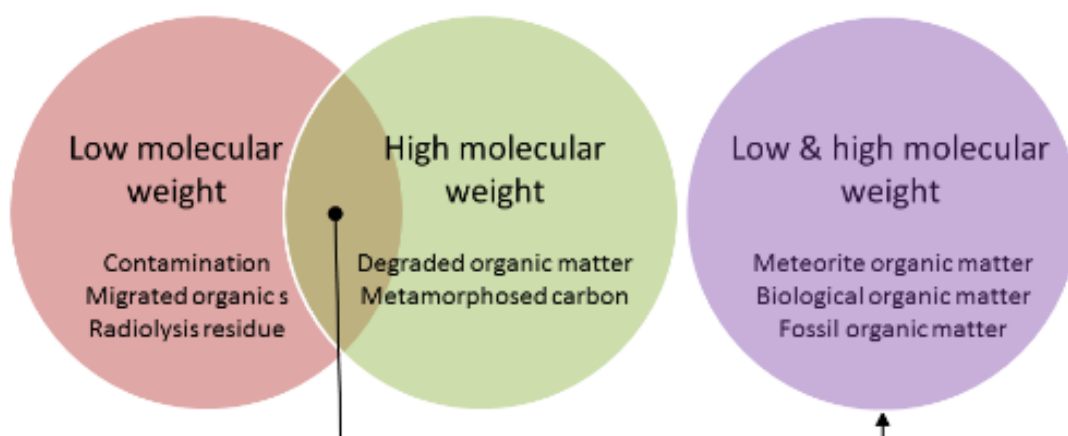 Low molecular
weight
Contamination
Migrated organic s
Radiolysis residue
High molecular
weight
Degraded organic matter
Metamorphosed carbon
Low & high molecular
weight
Meteorite organic matter
Biological organic matter
Fossil organic matter